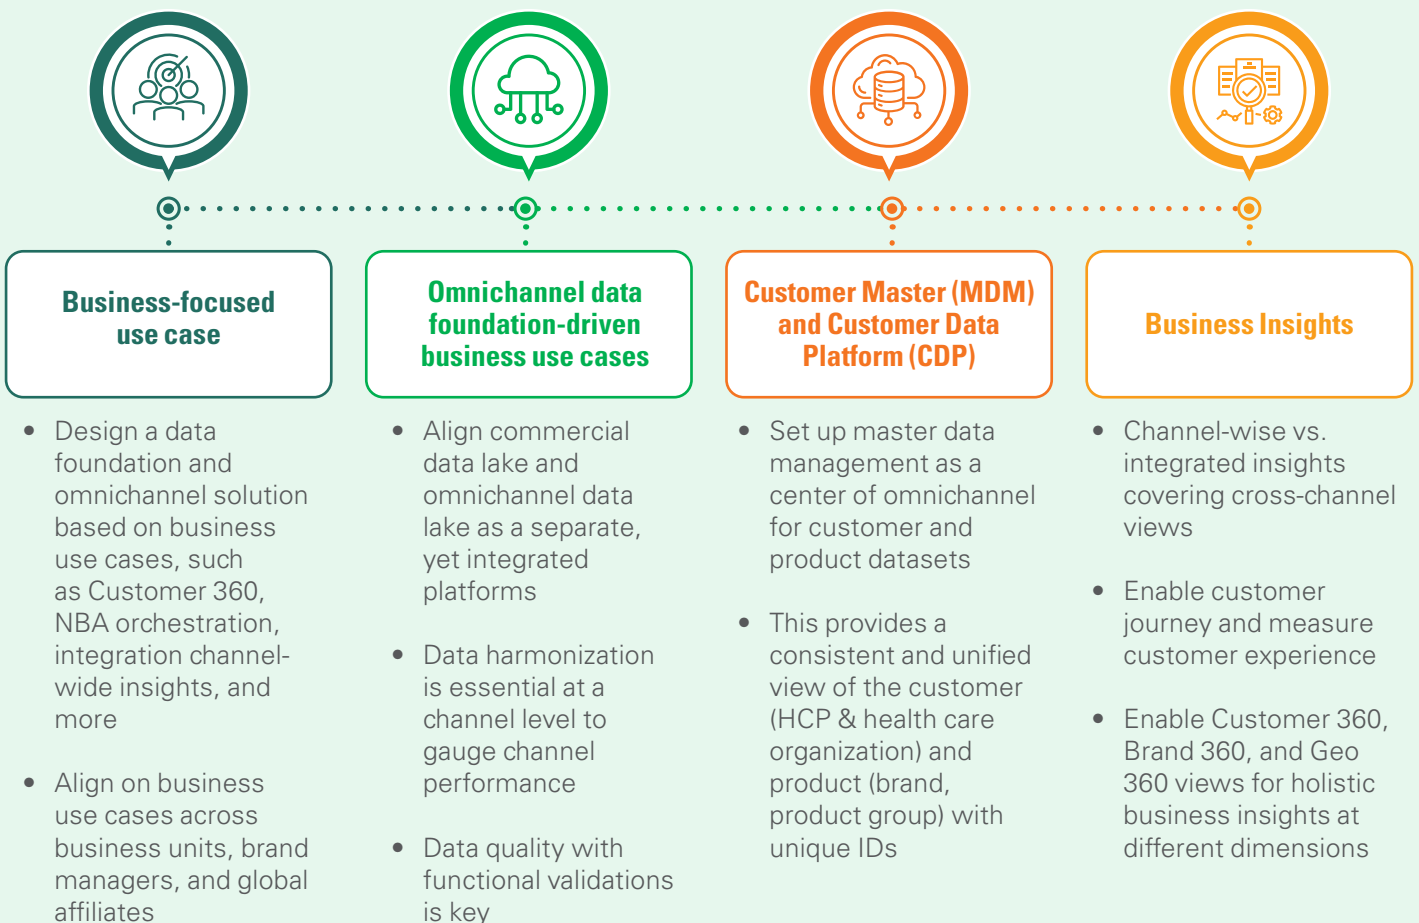 Business-focused
use case
Omnichannel data
foundation-driven
business use cases
Customer Master (MDM)
and Customer Data
Platform (CDP)
Business Insights
• Design a data
foundation and
omnichannel solution
based on business
use cases, such
as Customer 360,
NBA orchestration,
integration channel-
wide insights, and
more
• Align on business
use cases across
business units, brand
managers, and global
affiliates
• Align commercial
data lake and
omnichannel data
lake as a separate,
yet integrated
platforms
• Data harmonization
is essential at a
channel level to
gauge channel
performance
• Data quality with
functional validations
is key
• Set up master data
management as a
center of omnichannel
for customer and
product datasets
• This provides a
consistent and unified
view of the customer
(HCP & health care
organization) and
product (brand,
product group) with
unique IDs
• Channel-wise vs.
integrated insights
covering cross-channel
views
• Enable customer
journey and measure
customer experience
• Enable Customer 360,
Brand 360, and Geo
360 views for holistic
business insights at
different dimensions